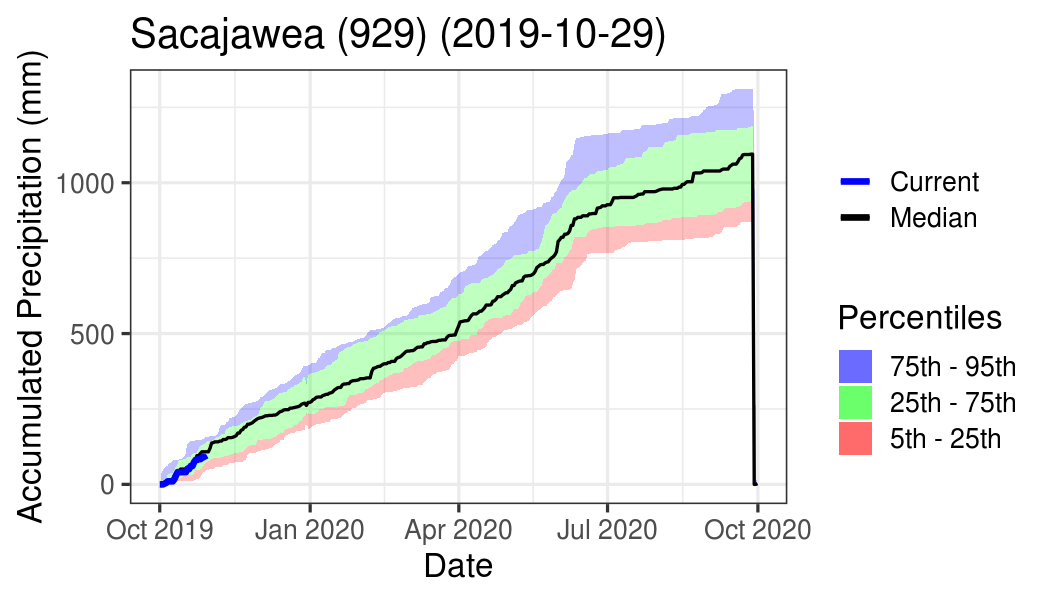 Sacajawea (929) (2019-10-29)
Accumulated Precipitation (mm)
1000
500
0
Oct 2019
Jan 2020
Apr 2020
Jul 2020
Oct 2020
Date
Current
Median
Percentiles
75th - 95th
25th - 75th
5th - 25th